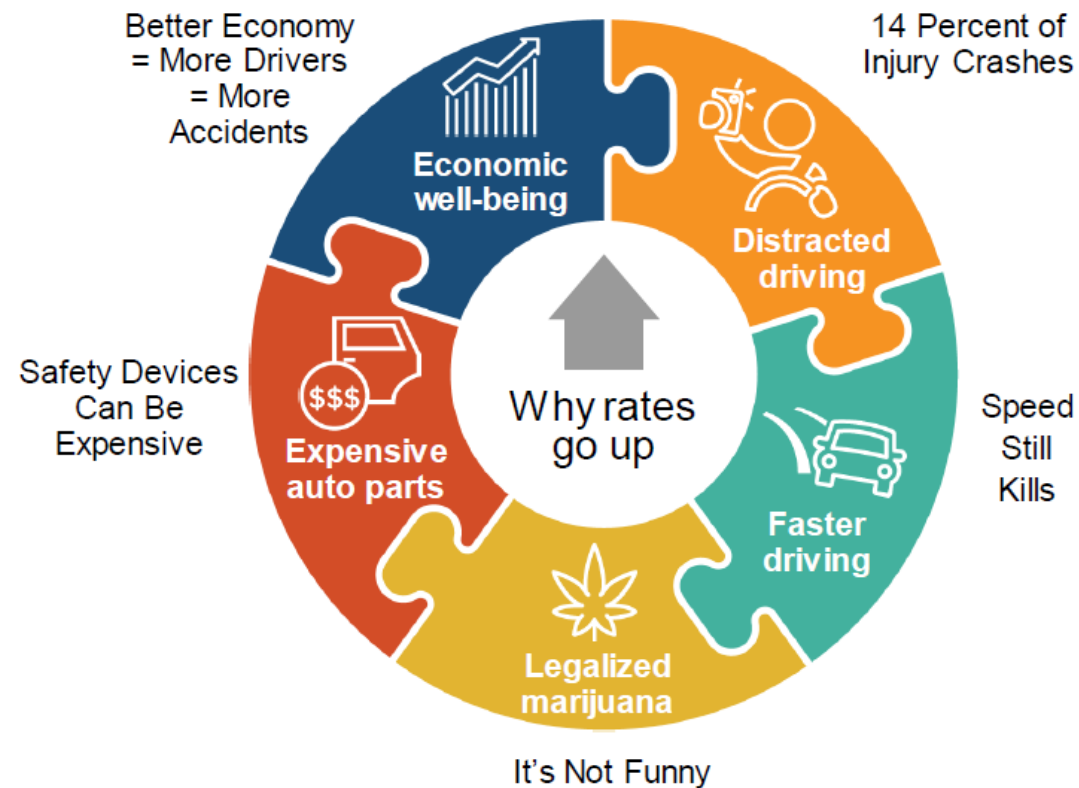 Better Economy
= More Drivers
= More
Accidents
14 Percent of
Injury Crashes
Economic
well-being
Distracted
driving
Safety Devices
Can Be
Expensive
$$$
Expensive
auto parts
Why rates
go up
Speed
Still
Kills
Faster
driving
Legalized
marijuana
It's Not Funny